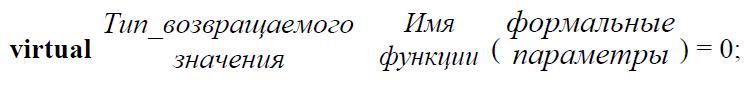 virtual Тип_возвращаемого значения Имя функции ( формальные параметры ) = 0;